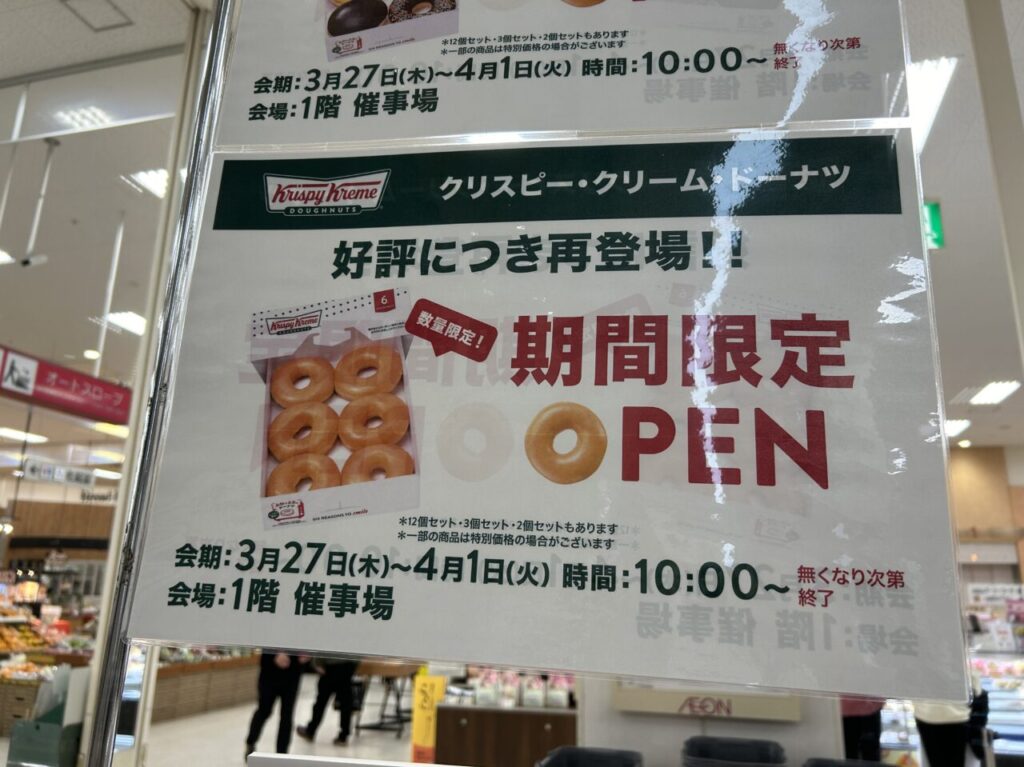 OPEN
*12個セット・3個セット・2個セットもあります
*一部の商品は特別価格の場合がございます
会期：3月27日(木)～4月1日(火) 時間：10:00～ 無くなり次第
終了
会場：1階 催事場
Krispy Kreme
DOUGHNUTS
クリスピー・クリーム・ドーナツ
好評につき再登場!!
6
Krispy Kreme
DOUGHNUTS
数量限定!
期間限定
OPEN
*12個セット・3個セット・2個セットもあります
*一部の商品は特別価格の場合がございます
会期：3月27日(木)～4月1日(火) 時間：10:00～ 無くなり次第
終了
会場：1階 催事場
オートスロープ
ÆON